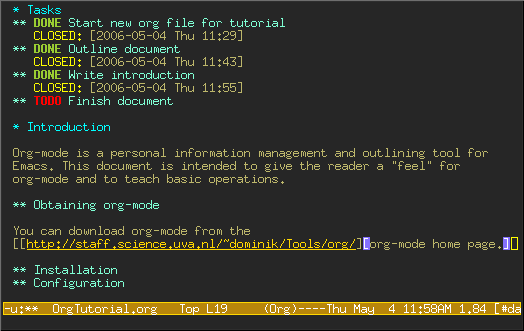 * Tasks
** DONE Start new org file for tutorial
CLOSED: [2006-05-04 Thu 11:29]
** DONE Outline document
CLOSED: [2006-05-04 Thu 11:43]
** DONE Write introduction
CLOSED: [2006-05-04 Thu 11:55]
** TODO Finish document
* Introduction
Org-mode is a personal information management and outlining tool for
Emacs. This document is intended to give the reader a "feel" for
org-mode and to teach basic operations.
** Obtaining org-mode
You can download org-mode from the
[[http://staff.science.uva.nl/~dominik/Tools/org/][org-mode home page.]]
** Installation
** Configuration
-u:** OrgTutorial.org Top L19 (Org)----Thu May 4 11:58AM 1.84 [#da